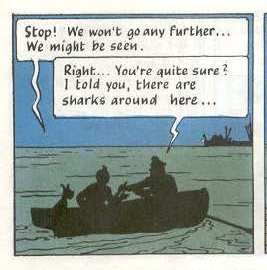 Stop! We won't go any further...
We might be seen.
Right... You're quite sure?
I told you, there are
sharks around here...